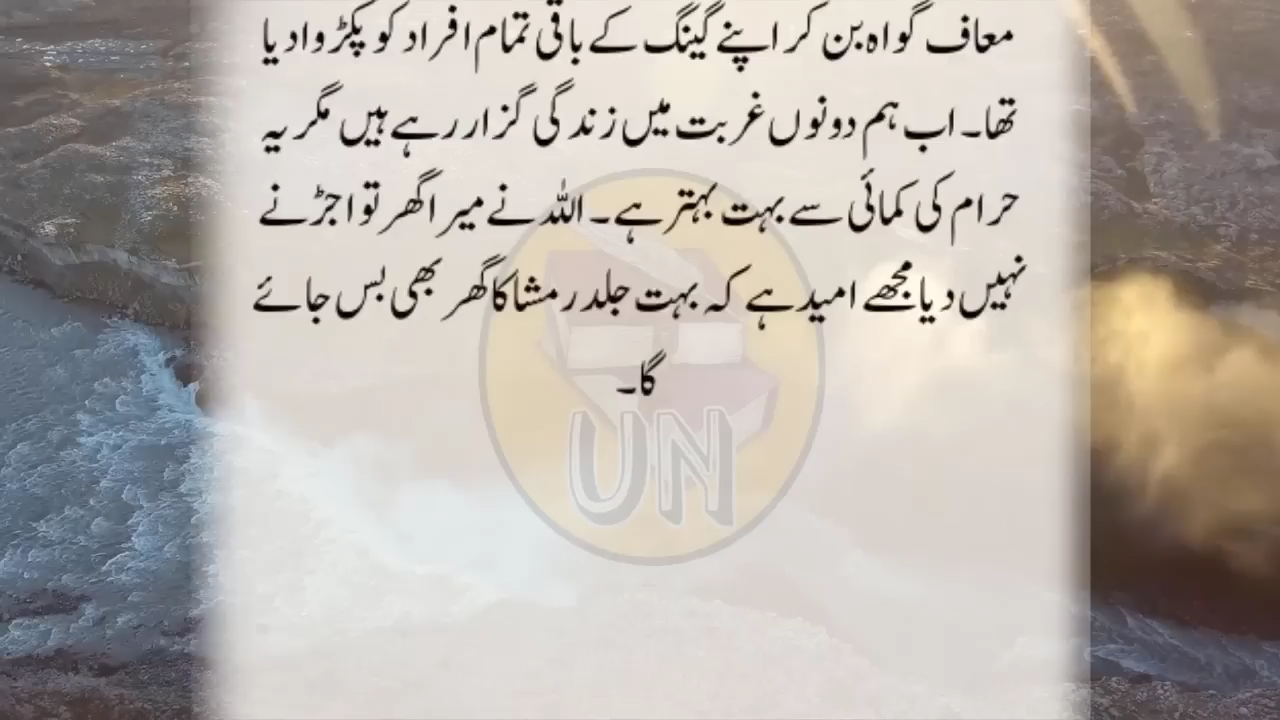 معاف گواہ بن کر اپنے گینگ کے باقی تمام افراد کو پکڑوا دیا
تھا۔ اب ہم دونوں غربت میں زندگی گزار رہے ہیں مگر یہ
حرام کی کمائی سے بہت بہتر ہے۔ اللہ نے میرا گھر تو اجڑنے
نہیں دیا مجھے امید ہے کہ بہت جلد رمشا کا گھر بھی بس جائے
گا۔
UN